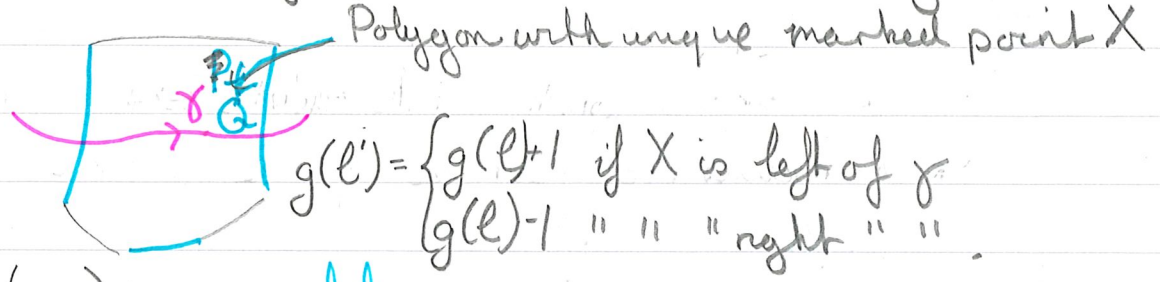 Polygon with unique marked point X
P
γ Q
g(ℓ') = { g(ℓ)+1 if X is left of γ
g(ℓ)-1 " " " right " " .